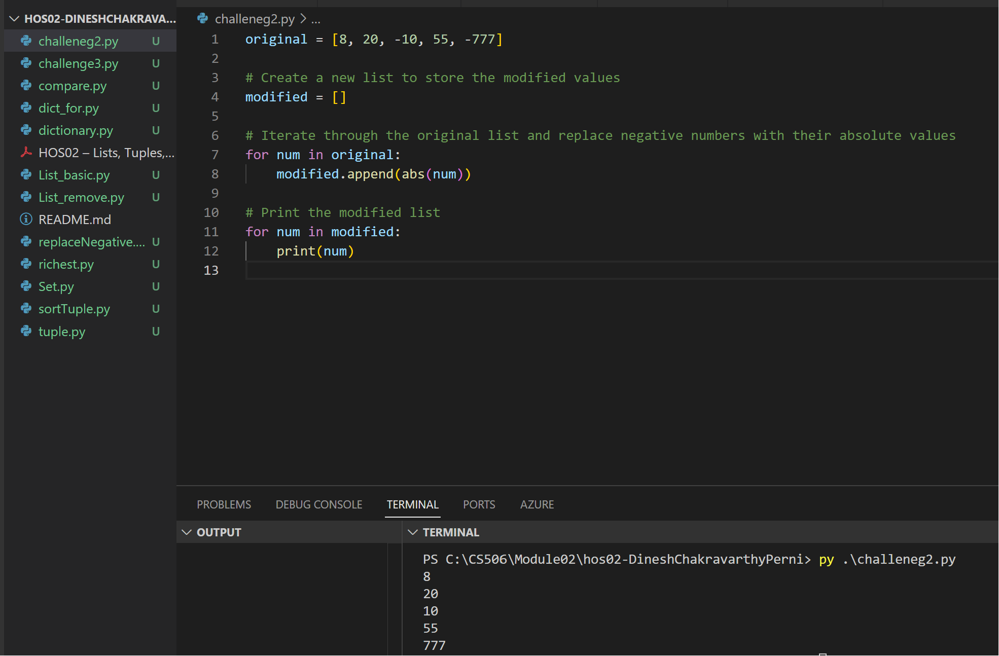 HOS02-DINESHCHAKRAVA...
challeneg2.py U
challenge3.py U
compare.py U
dict_for.py U
dictionary.py U
HOS02 – Lists, Tuples,...
List_basic.py U
List_remove.py U
README.md
replaceNegative.... U
richest.py U
Set.py U
sortTuple.py U
tuple.py U
challeneg2.py > ...
1 original = [8, 20, -10, 55, -777]
2
3 # Create a new list to store the modified values
4 modified = []
5
6 # Iterate through the original list and replace negative numbers with their absolute values
7 for num in original:
8     modified.append(abs(num))
9
10 # Print the modified list
11 for num in modified:
12     print(num)
13
PROBLEMS DEBUG CONSOLE TERMINAL PORTS AZURE
OUTPUT
TERMINAL
PS C:\CS506\Module02\hos02-DineshChakravarthyPerni> py .\challeneg2.py
8
20
10
55
777